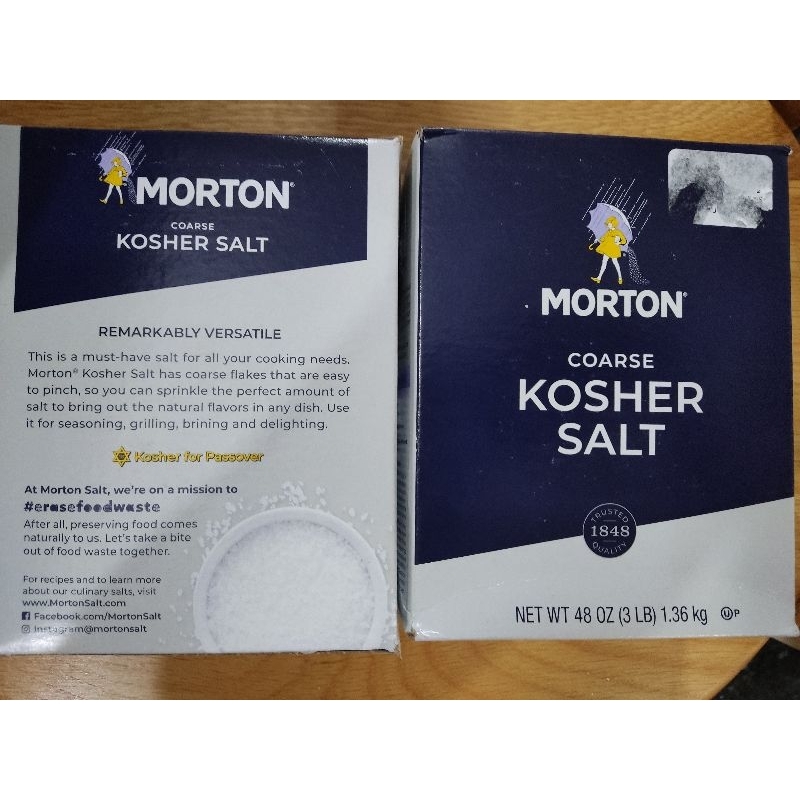 MORTON®
COARSE
KOSHER SALT
REMARKABLY VERSATILE
This is a must-have salt for all your cooking needs.
Morton® Kosher Salt has coarse flakes that are easy
to pinch, so you can sprinkle the perfect amount of
salt to bring out the natural flavors in any dish. Use
it for seasoning, grilling, brining and delighting.
Kosher for Passover
At Morton Salt, we're on a mission to
#erasefoodwaste
After all, preserving food comes
naturally to us. Let's take a bite
out of food waste together.
For recipes and to learn more
about our culinary salts, visit
www.MortonSalt.com
Facebook.com/MortonSalt
Instagram@mortonsalt
MORTON®
COARSE
KOSHER
SALT
TRUSTED
1848
QUALITY
NET WT 48 OZ (3 LB) 1.36 kg ⓊP